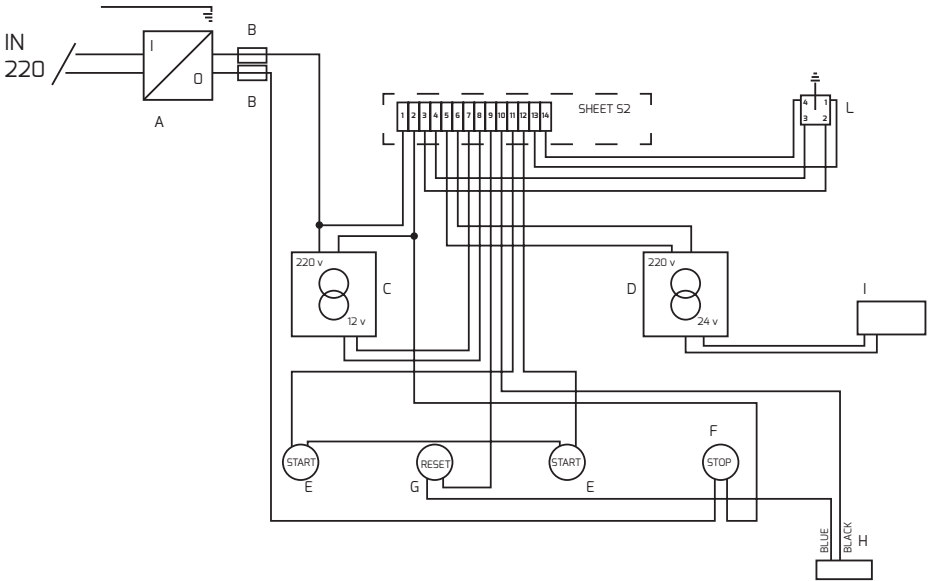 IN
220
I
O
A
B
B
SHEET S2
1 2 3 4 5 6 7 8 9 10 11 12 13 14
4 1
3 2
L
220 v
12 v
C
220 v
24 v
D
I
START
E
RESET
G
START
E
F
STOP
BLUE
BLACK
H